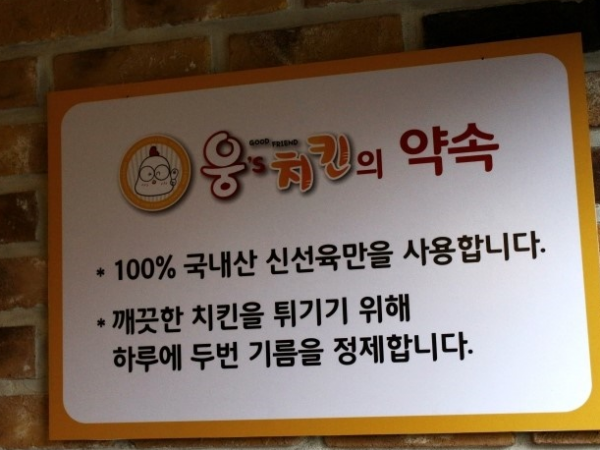 GOOD FRIEND
웅's 치킨의 약속
* 100% 국내산 신선육만을 사용합니다.
* 깨끗한 치킨을 튀기기 위해
하루에 두번 기름을 정제합니다.